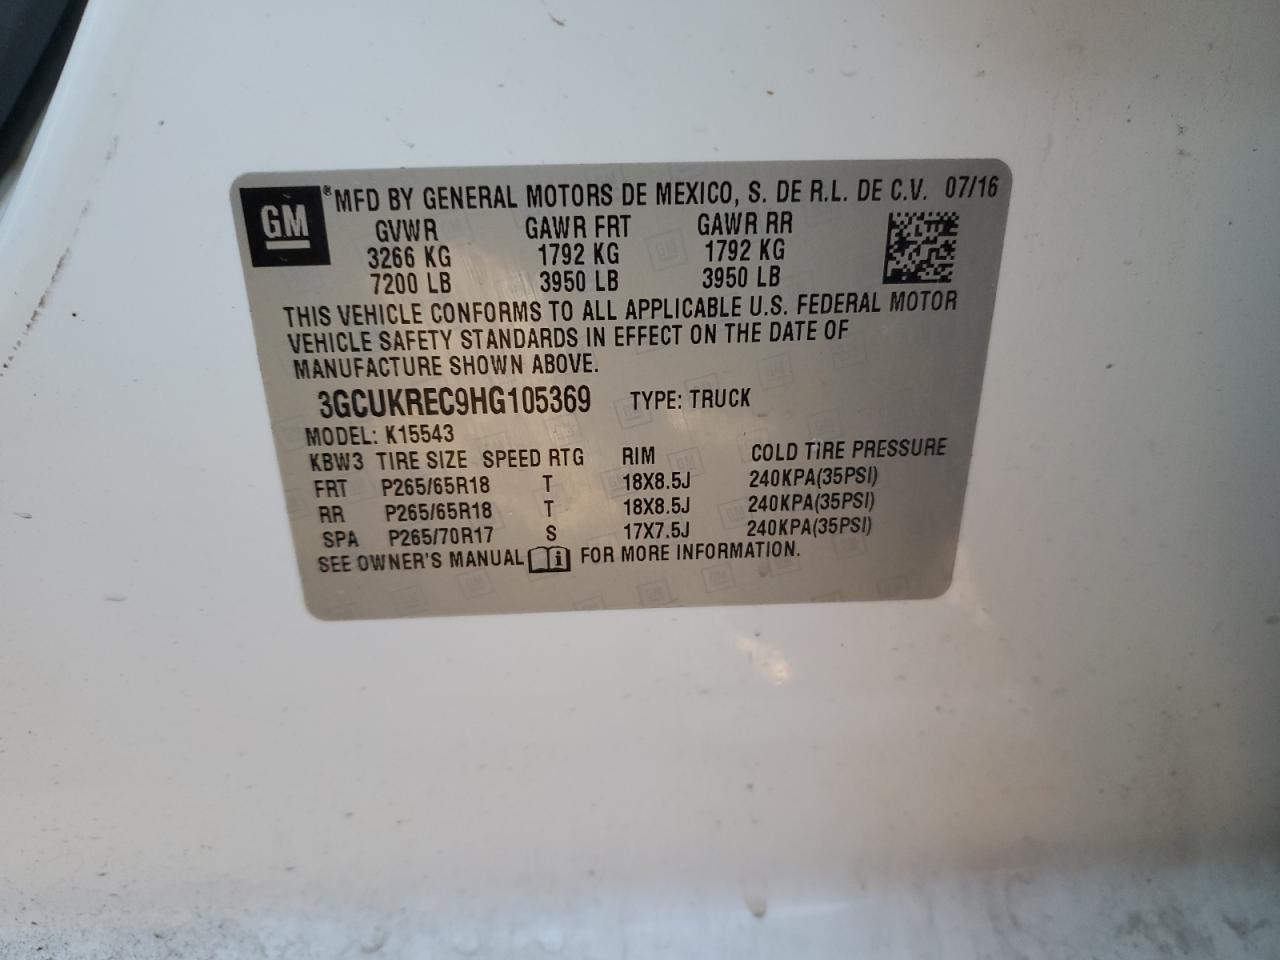 GM
® MFD BY GENERAL MOTORS DE MEXICO, S. DE R.L. DE C.V. 07/16
GVWR GAWR FRT GAWR RR
3266 KG 1792 KG 1792 KG
7200 LB 3950 LB 3950 LB
THIS VEHICLE CONFORMS TO ALL APPLICABLE U.S. FEDERAL MOTOR
VEHICLE SAFETY STANDARDS IN EFFECT ON THE DATE OF
MANUFACTURE SHOWN ABOVE.
3GCUKREC9HG105369 TYPE: TRUCK
MODEL: K15543
KBW3 TIRE SIZE SPEED RTG RIM COLD TIRE PRESSURE
FRT P265/65R18 T 18X8.5J 240KPA(35PSI)
RR P265/65R18 T 18X8.5J 240KPA(35PSI)
SPA P265/70R17 S 17X7.5J 240KPA(35PSI)
SEE OWNER'S MANUAL FOR MORE INFORMATION.